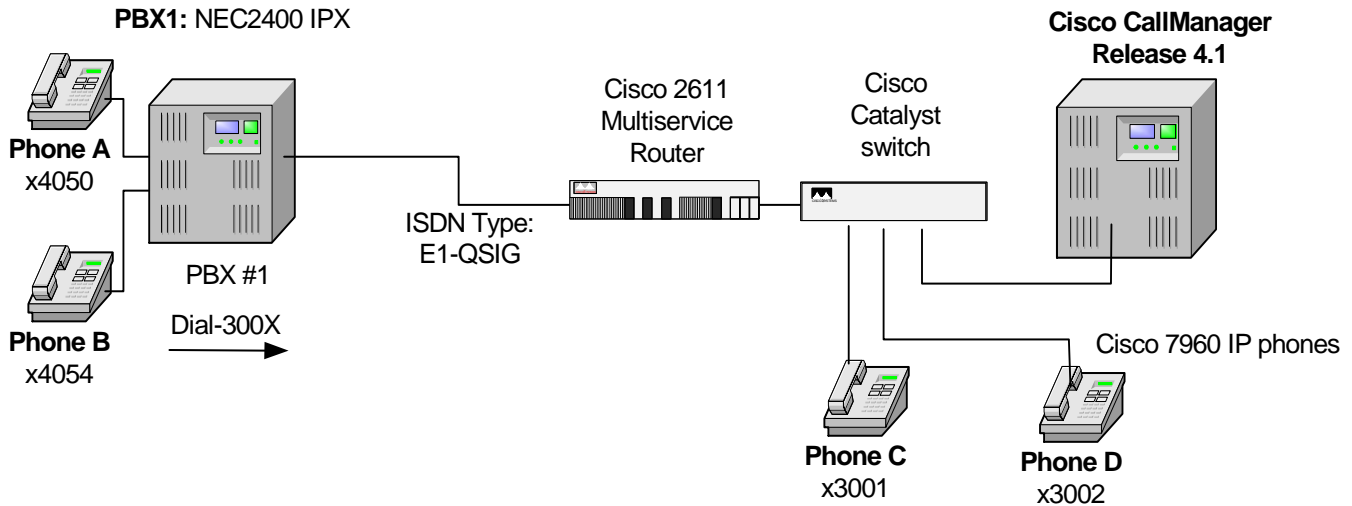 PBX1: NEC2400 IPX
Cisco CallManager
Release 4.1
Cisco 2611
Multiservice
Router
Cisco
Catalyst
switch
Phone A
x4050
ISDN Type:
E1-QSIG
PBX #1
Dial-300X
Phone B
x4054
Cisco 7960 IP phones
Phone C
x3001
Phone D
x3002